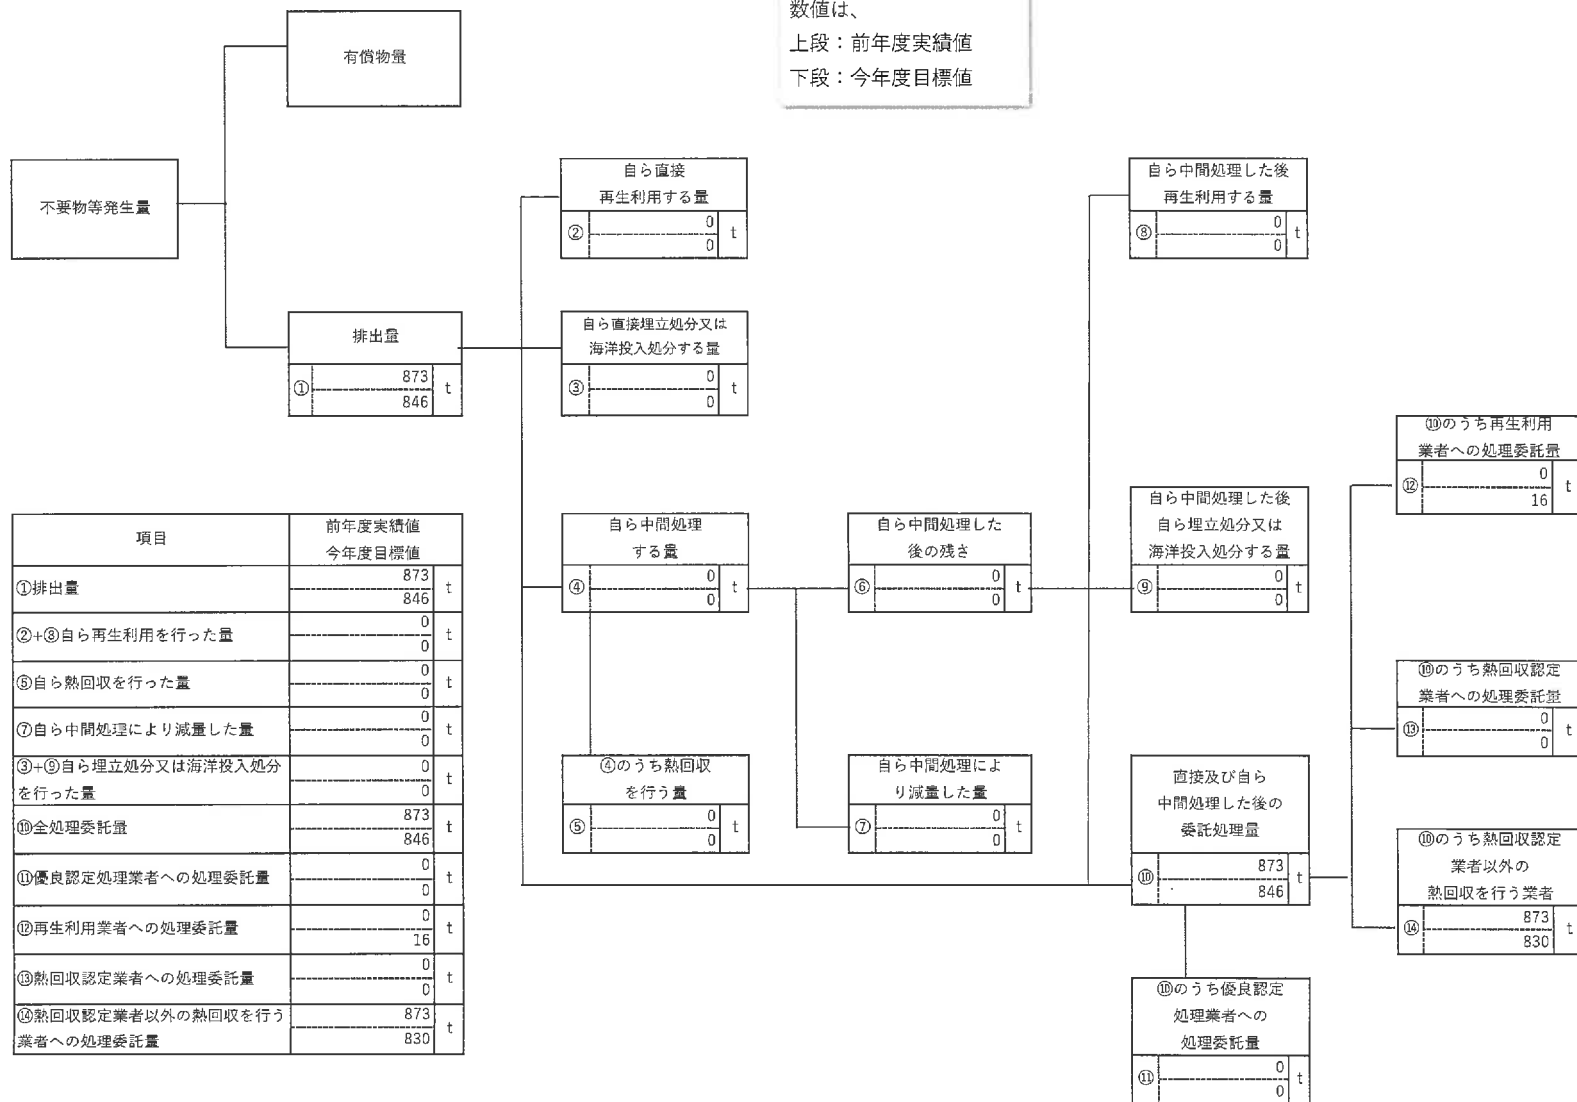 数値は、
上段：前年度実績値
下段：今年度目標値
有償物量
不要物等発生量
排出量
①
873
846
t
自ら直接
再生利用する量
②
0
0
t
自ら直接埋立処分又は
海洋投入処分する量
③
0
0
t
自ら中間処理した後
再生利用する量
⑧
0
0
t
自ら中間処理
する量
④
0
0
t
自ら中間処理した
後の残さ
⑥
0
0
t
自ら中間処理した後
自ら埋立処分又は
海洋投入処分する量
⑨
0
0
t
⑩のうち再生利用
業者への処理委託量
⑫
0
16
t
⑩のうち熱回収認定
業者への処理委託量
⑬
0
0
t
④のうち熱回収
を行う量
⑤
0
0
t
自ら中間処理によ
り減量した量
⑦
0
0
t
直接及び自ら
中間処理した後の
委託処理量
⑩
873
846
t
⑩のうち熱回収認定
業者以外の
熱回収を行う業者
⑭
873
830
t
⑩のうち優良認定
処理業者への
処理委託量
⑪
0
0
t
項目
前年度実績値
今年度目標値
①排出量
873
846
t
②+⑧自ら再生利用を行った量
0
0
t
⑤自ら熱回収を行った量
0
0
t
⑦自ら中間処理により減量した量
0
0
t
③+⑨自ら埋立処分又は海洋投入処分
を行った量
0
0
t
⑩全処理委託量
873
846
t
⑪優良認定処理業者への処理委託量
0
0
t
⑫再生利用業者への処理委託量
0
16
t
⑬熱回収認定業者への処理委託量
0
0
t
⑭熱回収認定業者以外の熱回収を行う
業者への処理委託量
873
830
t